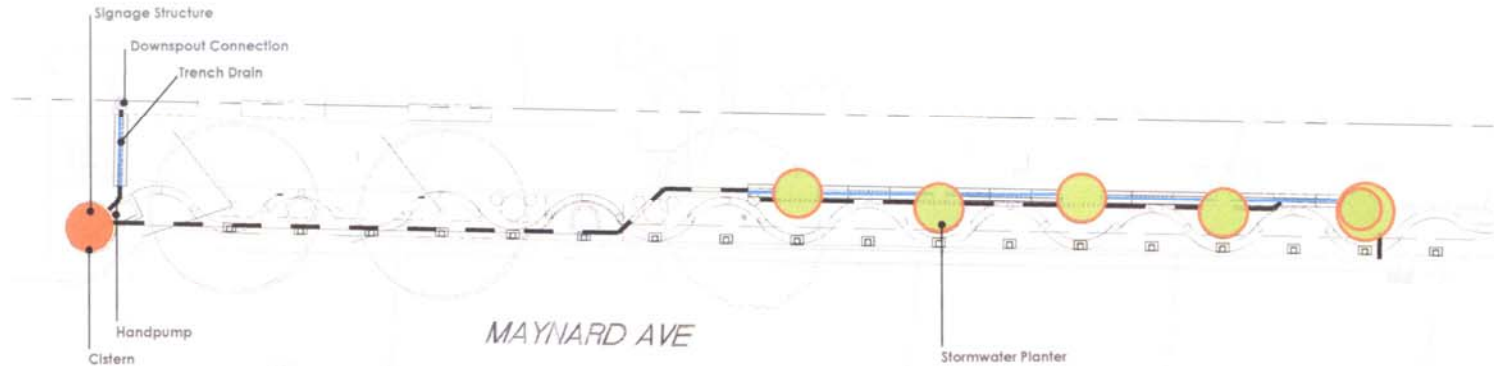 Signage Structure
Downspout Connection
Trench Drain
MAYNARD AVE
Handpump
Cistern
Stormwater Planter